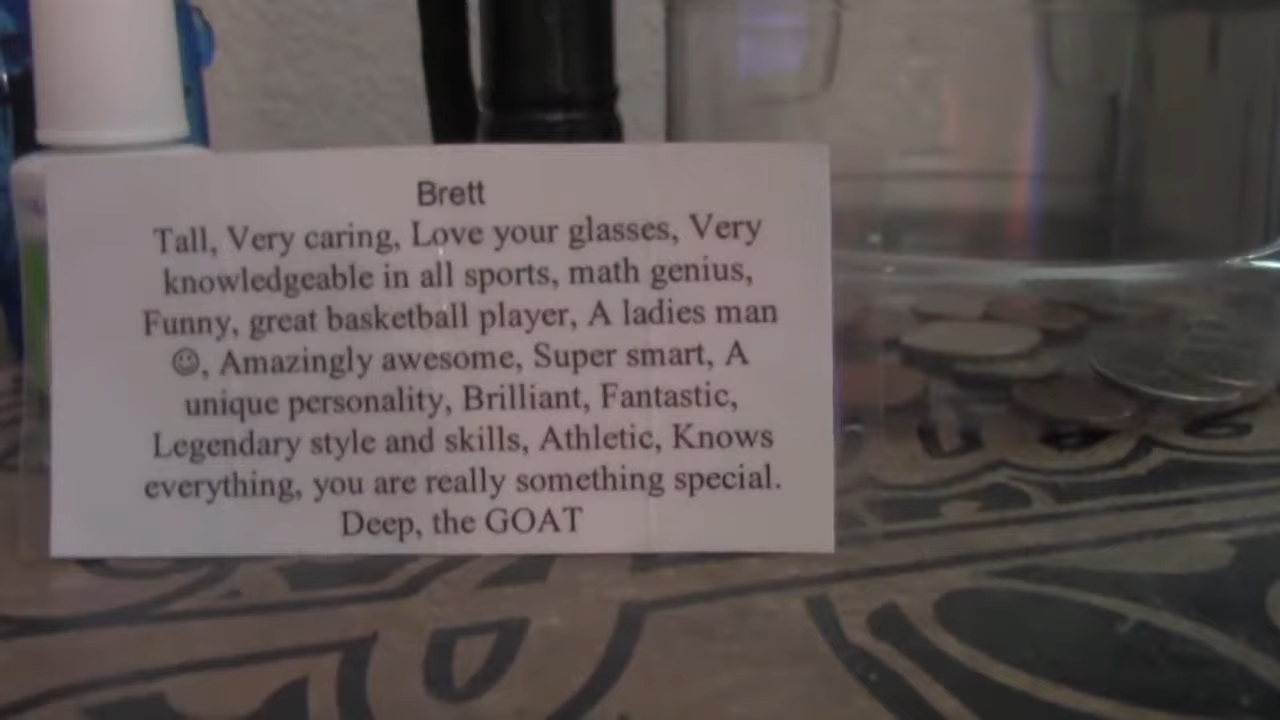 Brett
Tall, Very caring, Love your glasses, Very
knowledgeable in all sports, math genius,
Funny, great basketball player, A ladies man
☺, Amazingly awesome, Super smart, A
unique personality, Brilliant, Fantastic,
Legendary style and skills, Athletic, Knows
everything, you are really something special.
Deep, the GOAT